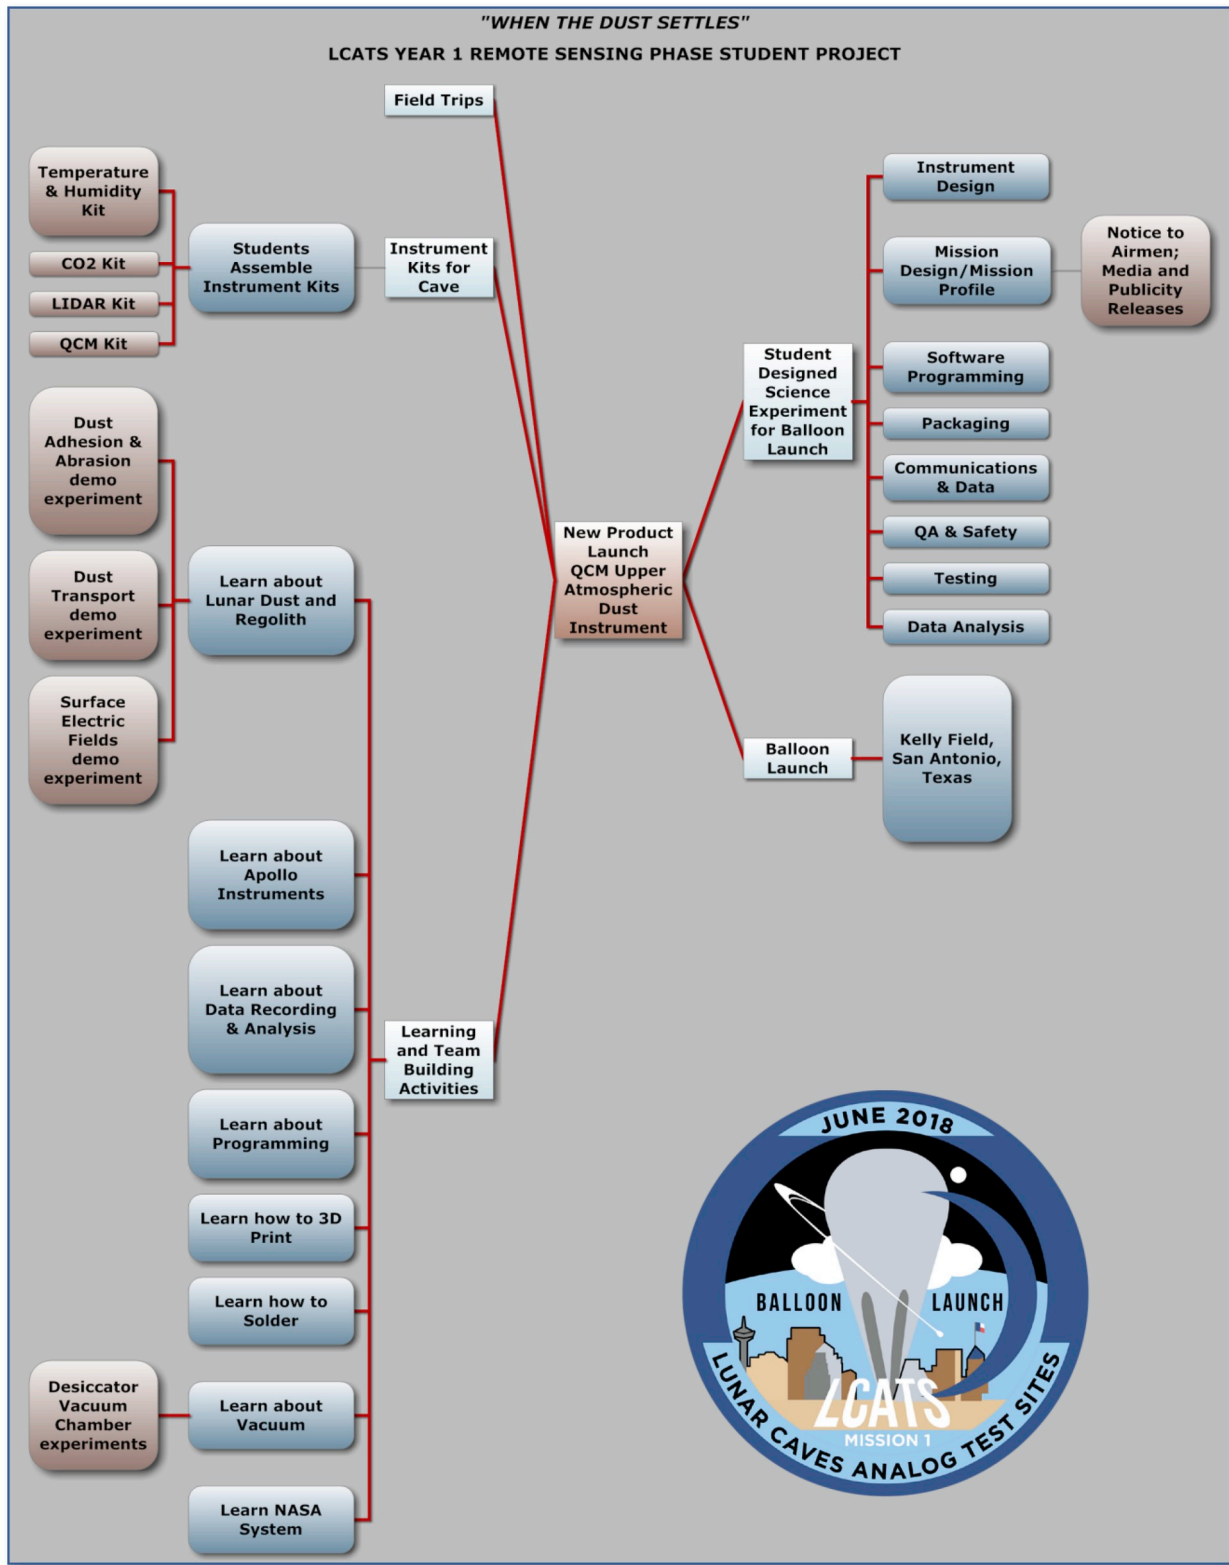 "WHEN THE DUST SETTLES"
LCATS YEAR 1 REMOTE SENSING PHASE STUDENT PROJECT
Field Trips
Temperature
& Humidity
Kit
CO2 Kit
LIDAR Kit
QCM Kit
Students
Assemble
Instrument Kits
Instrument
Kits for
Cave
Dust
Adhesion &
Abrasion
demo
experiment
Dust
Transport
demo
experiment
Surface
Electric
Fields
demo
experiment
Learn about
Lunar Dust and
Regolith
Learn about
Apollo
Instruments
Learn about
Data Recording
& Analysis
Learn about
Programming
Learn how to 3D
Print
Learn how to
Solder
Desiccator
Vacuum
Chamber
experiments
Learn about
Vacuum
Learn NASA
System
Learning
and Team
Building
Activities
New Product
Launch
QCM Upper
Atmospheric
Dust
Instrument
Student
Designed
Science
Experiment
for Balloon
Launch
Instrument
Design
Mission
Design/Mission
Profile
Notice to
Airmen;
Media and
Publicity
Releases
Software
Programming
Packaging
Communications
& Data
QA & Safety
Testing
Data Analysis
Balloon
Launch
Kelly Field,
San Antonio,
Texas
JUNE 2018
BALLOON LAUNCH
LCATS
MISSION 1
LUNAR CAVES ANALOG TEST SITES